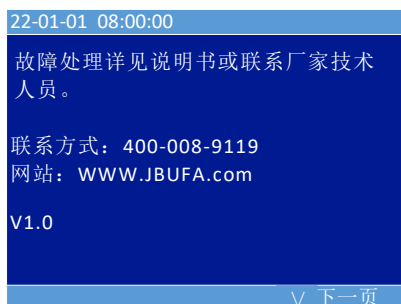 22-01-01 08:00:00
故障处理详见说明书或联系厂家技术
人员。
联系方式：400-008-9119
网站：WWW.JBUFA.com
V1.0
∨ 下一页